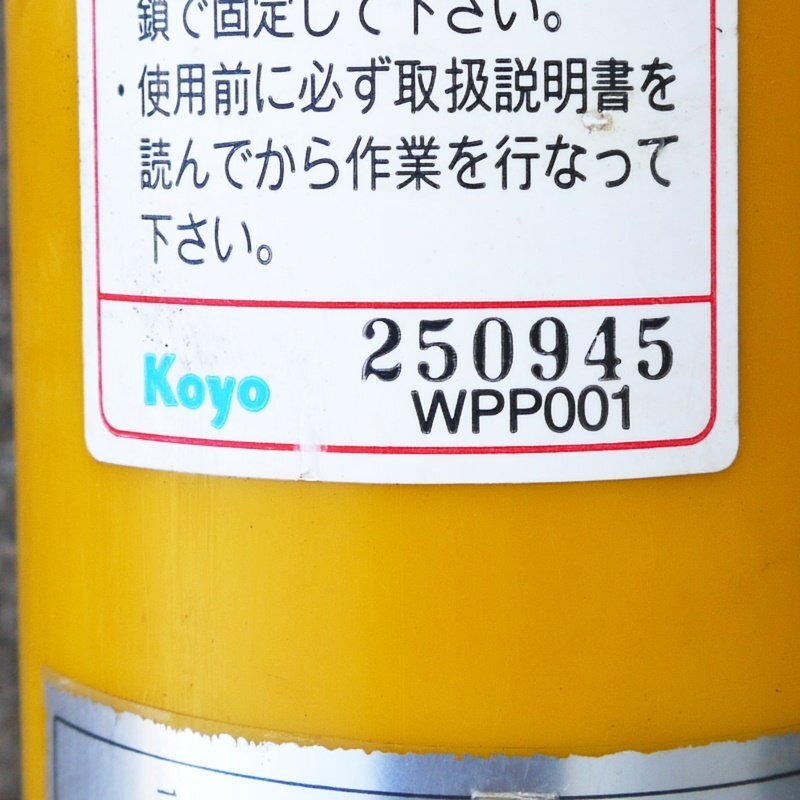 鎖で固定して下さい。
・使用前に必ず取扱説明書を
読んでから作業を行なって
下さい。
Koyo
250945
WPP001
1